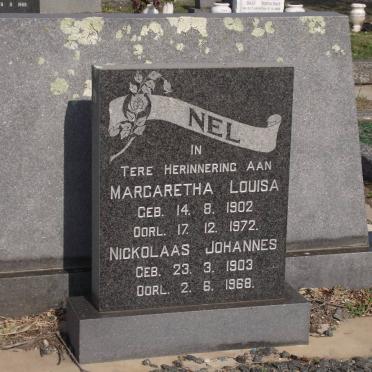 NEL
IN
TERE HERINNERING AAN
MARGARETHA LOUISA
GEB. 14. 8. 1902
OORL. 17. 12. 1972.
NICKOLAAS JOHANNES
GEB. 23. 3. 1903
OORL. 2. 6. 1968.